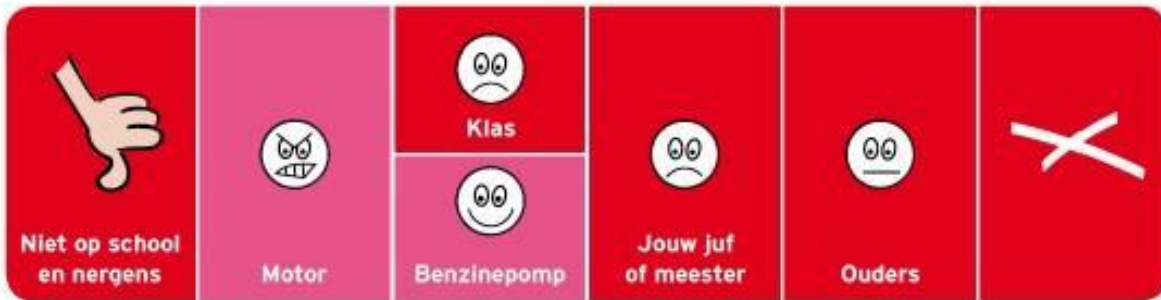 Niet op school
en nergens
Motor
Klas
Benzinepomp
Jouw juf
of meester
Ouders